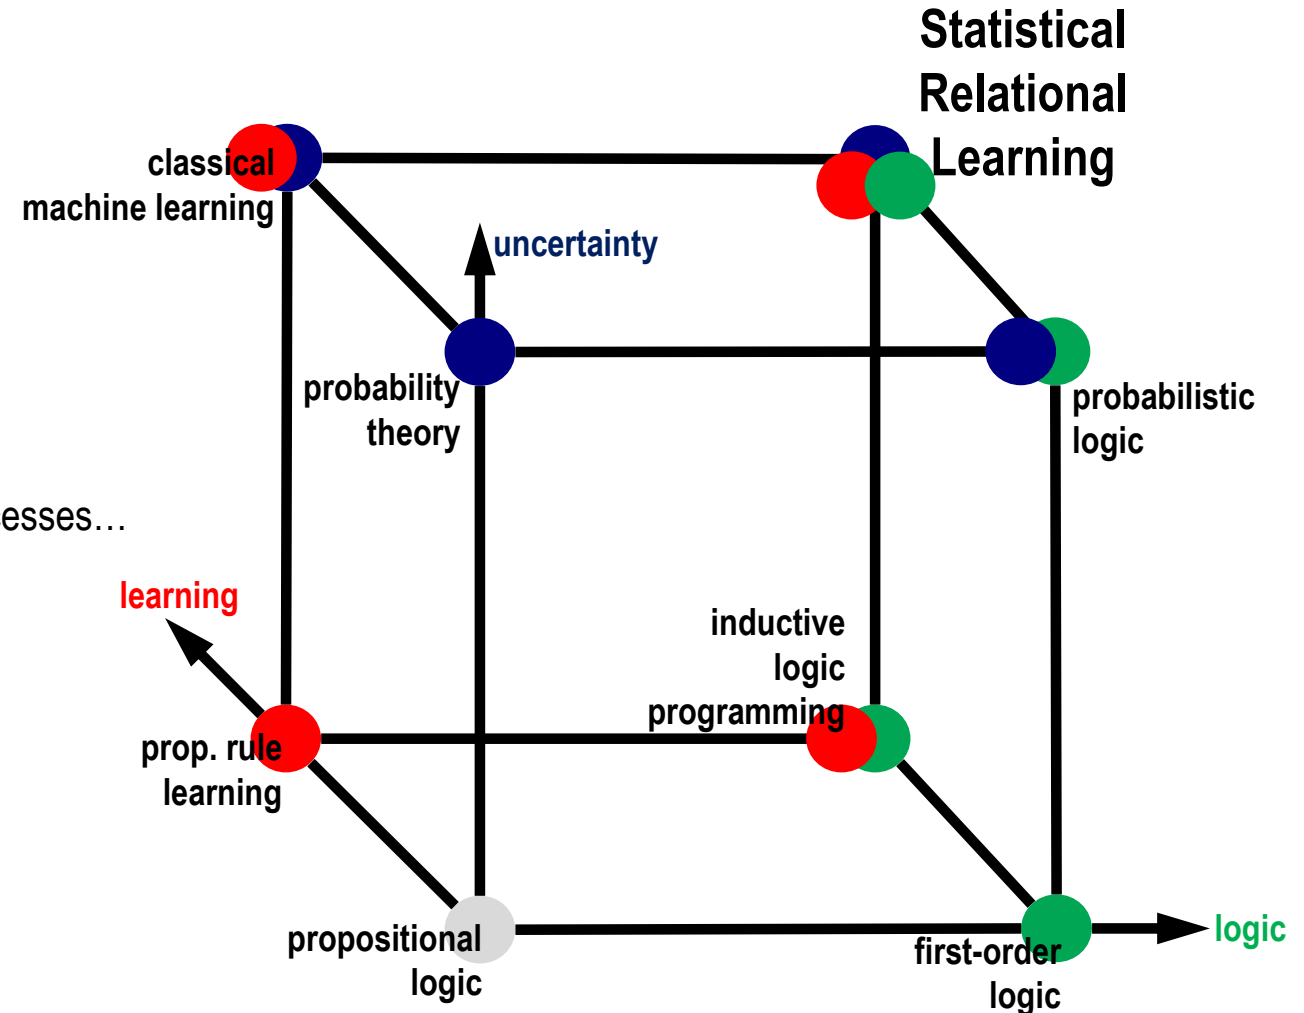 Statistical
Relational
Learning
classical
machine learning
uncertainty
probability
theory
probabilistic
logic
esses…
learning
inductive
logic
programming
prop. rule
learning
propositional
logic
first-order
logic
logic